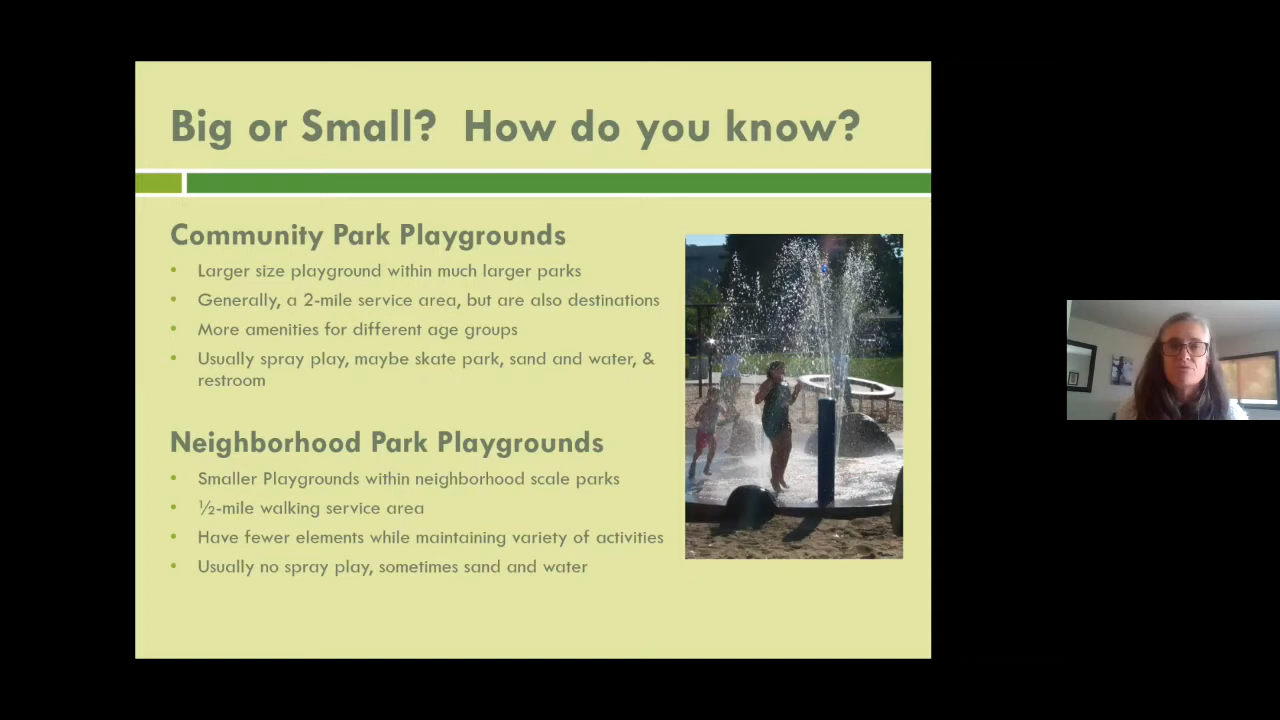 Big or Small?  How do you know?
Community Park Playgrounds
• Larger size playground within much larger parks
• Generally, a 2-mile service area, but are also destinations
• More amenities for different age groups
• Usually spray play, maybe skate park, sand and water, &
restroom
Neighborhood Park Playgrounds
• Smaller Playgrounds within neighborhood scale parks
• ½-mile walking service area
• Have fewer elements while maintaining variety of activities
• Usually no spray play, sometimes sand and water